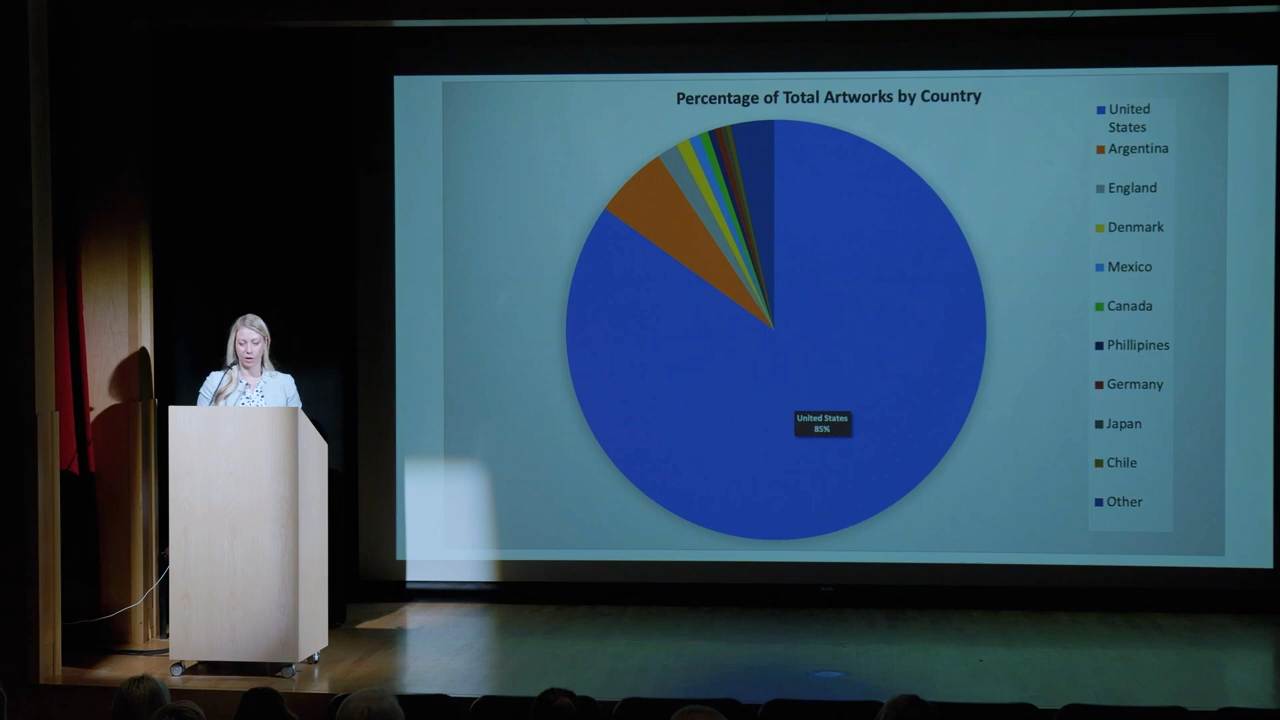 Percentage of Total Artworks by Country
United
States
Argentina
England
Denmark
Mexico
Canada
Phillipines
Germany
Japan
Chile
Other
United States
85%